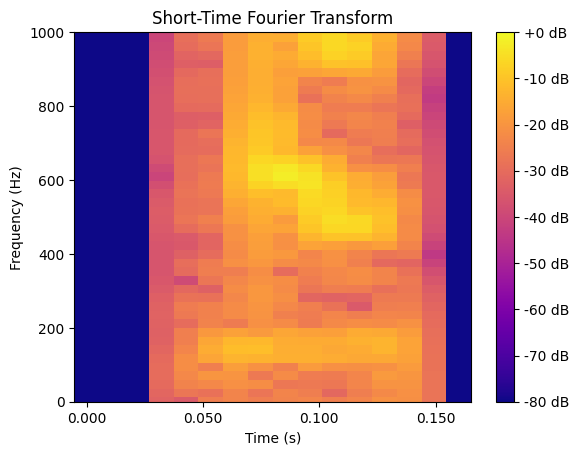 Short-Time Fourier Transform
1000
800
600
400
200
0
Frequency (Hz)
0.000
0.050
0.100
0.150
Time (s)
+0 dB
-10 dB
-20 dB
-30 dB
-40 dB
-50 dB
-60 dB
-70 dB
-80 dB